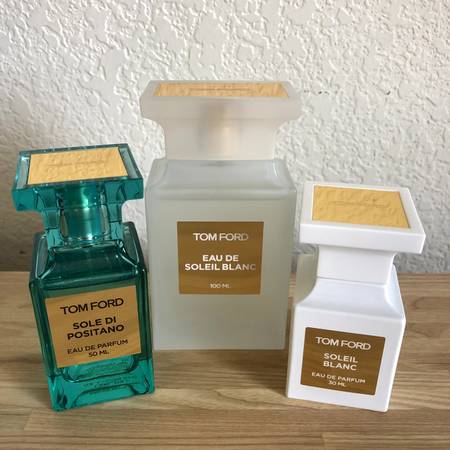 TOM FORD
SOLE DI
POSITANO
EAU DE PARFUM
50 ML
TOM FORD
EAU DE
SOLEIL BLANC
100 ML
TOM FORD
SOLEIL
BLANC
EAU DE PARFUM
30 ML